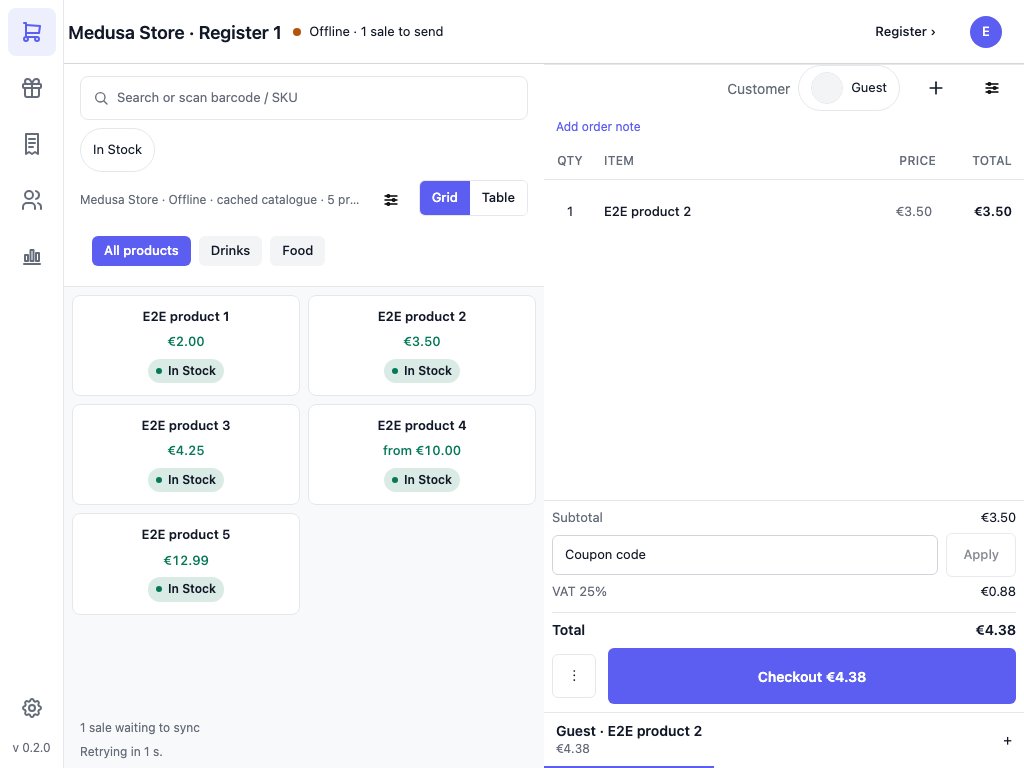 Medusa Store · Register 1
Offline · 1 sale to send
Register ›
E
Search or scan barcode / SKU
In Stock
Medusa Store · Offline · cached catalogue · 5 pr...
Grid
Table
All products
Drinks
Food
E2E product 1
€2.00
In Stock
E2E product 2
€3.50
In Stock
E2E product 3
€4.25
In Stock
E2E product 4
from €10.00
In Stock
E2E product 5
€12.99
In Stock
1 sale waiting to sync
Retrying in 1 s.
v 0.2.0
Customer
Guest
Add order note
QTY ITEM PRICE TOTAL
1 E2E product 2 €3.50 €3.50
Subtotal €3.50
Coupon code
Apply
VAT 25% €0.88
Total €4.38
Checkout €4.38
Guest · E2E product 2
€4.38